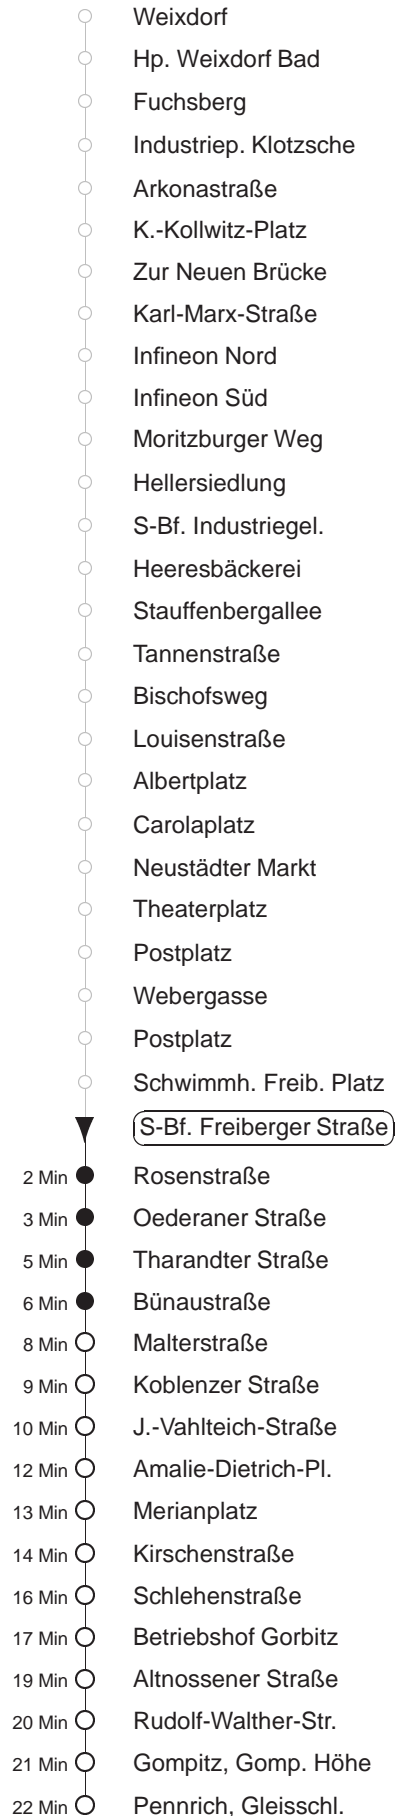 Weixdorf
Hp. Weixdorf Bad
Fuchsberg
Industriep. Klotzsche
Arkonastraße
K.-Kollwitz-Platz
Zur Neuen Brücke
Karl-Marx-Straße
Infineon Nord
Infineon Süd
Moritzburger Weg
Hellersiedlung
S-Bf. Industriegel.
Heeresbäckerei
Stauffenbergallee
Tannenstraße
Bischofsweg
Louisenstraße
Albertplatz
Carolaplatz
Neustädter Markt
Theaterplatz
Postplatz
Webergasse
Postplatz
Schwimmh. Freib. Platz
S-Bf. Freiberger Straße
2 Min Rosenstraße
3 Min Oederaner Straße
5 Min Tharandter Straße
6 Min Bünaustraße
8 Min Malterstraße
9 Min Koblenzer Straße
10 Min J.-Vahlteich-Straße
12 Min Amalie-Dietrich-Pl.
13 Min Merianplatz
14 Min Kirschenstraße
16 Min Schlehenstraße
17 Min Betriebshof Gorbitz
19 Min Altnossener Straße
20 Min Rudolf-Walther-Str.
21 Min Gompitz, Gomp. Höhe
22 Min Pennrich, Gleisschl.